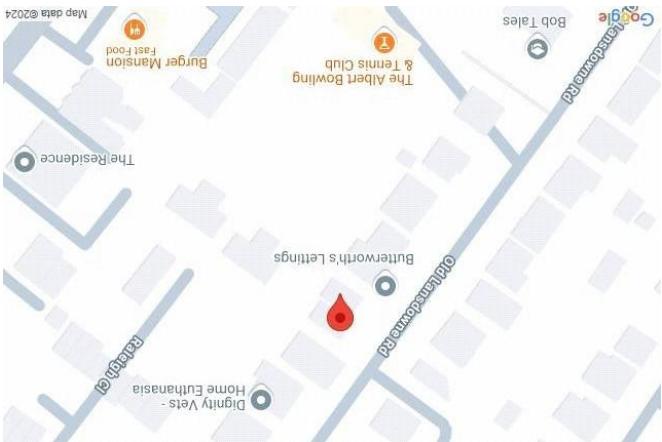 Dignity Vets -
Home Euthanasia
Raleigh Cl
Old Lansdowne Rd
Butterworth's Lettings
The Residence
Old Lansdowne Rd
The Albert Bowling
& Tennis Club
Burger Mansion
Fast Food
Bob Tales
Google
Map data ©2024